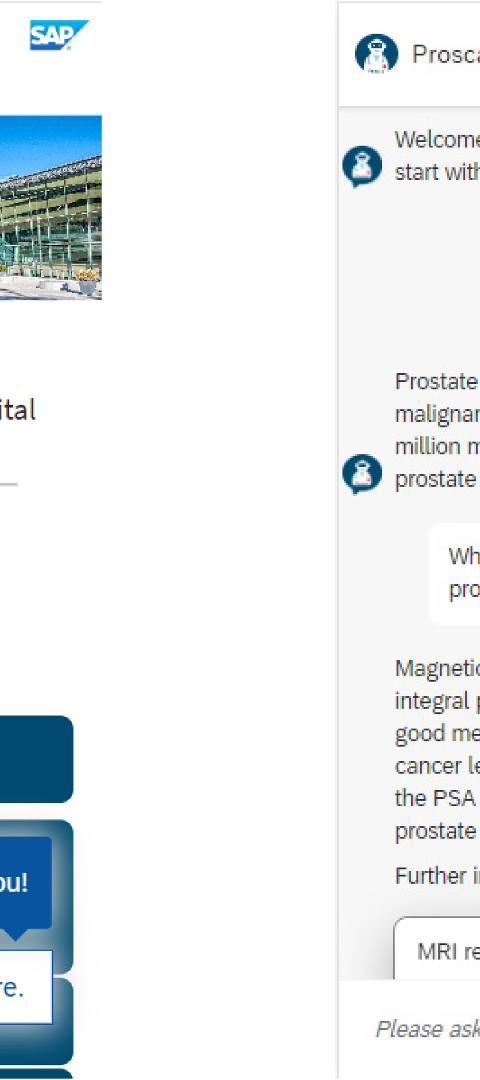 SAP
ital
ou!
re.
Prosca
Welcome
start with
Prostate
malignan
million m
prostate
Wh
pro
Magnetic
integral p
good me
cancer le
the PSA
prostate
Further i
MRI re
Please ask